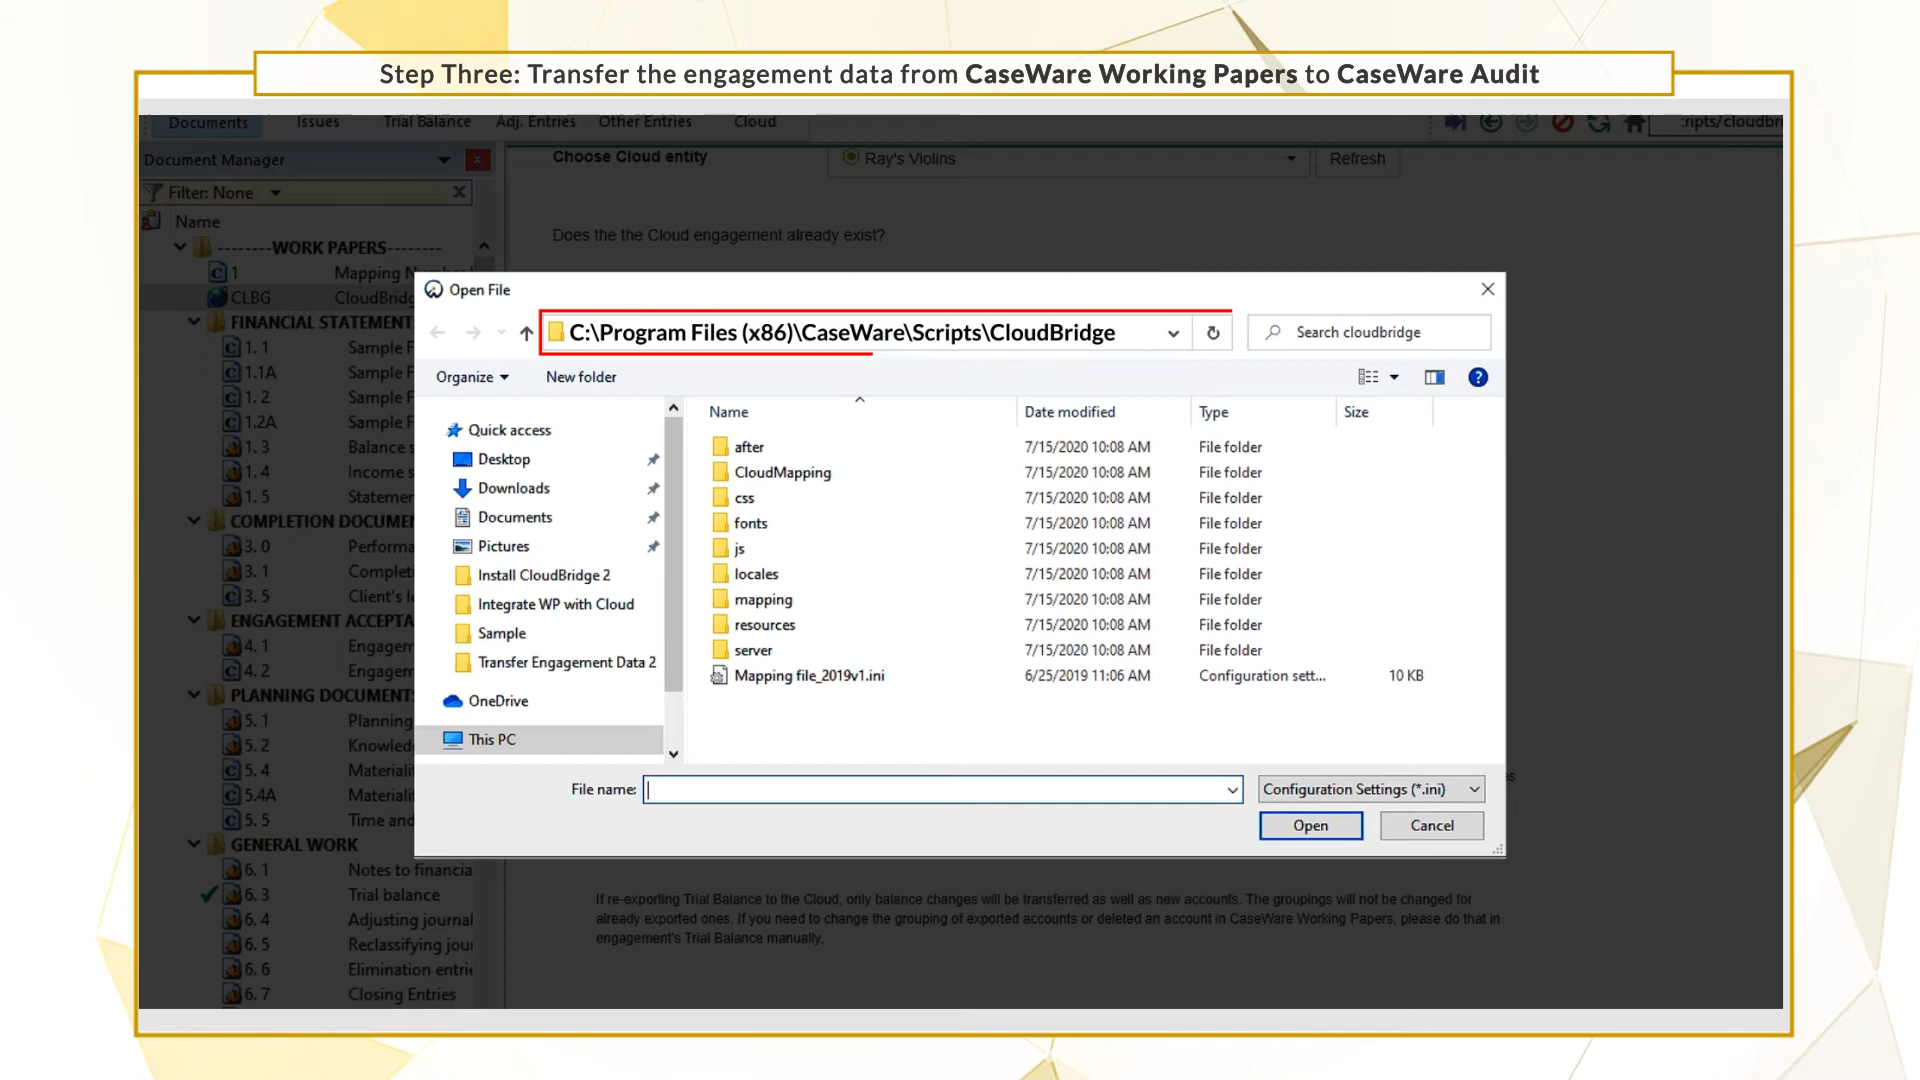 Step Three: Transfer the engagement data from CaseWare Working Papers to CaseWare Audit
Documents Issues Trial Balance Adj. Entries Other Entries Cloud
Document Manager
Choose Cloud entity Ray's Violins Refresh
Filter: None
Name
Does the the Cloud engagement already exist?
--------WORK PAPERS--------
1 Mapping
CLBG
FINANCIAL STATEMENT
1. 1 Sample F
1.1A Sample F
1. 2 Sample F
1.2A Sample F
1. 3 Balance s
1. 4 Income s
1. 5
COMPLETION
3. 0
3. 1
3. 5 Client's
ENGAGEMENT
4. 1
4. 2
PLANNING DOCUMENTS
5. 1 Planning
5. 2
5. 4
5.4A
5. 5 Time and
GENERAL WORK
6. 1 Notes to financia
6. 3 Trial balance
6. 4 Adjusting journal
6. 5 Reclassifying
6. 6 Elimination
6. 7 Closing Entries
Open File
C:\Program Files (x86)\CaseWare\Scripts\CloudBridge
Search cloudbridge
Organize New folder
Quick access
Desktop
Downloads
Documents
Pictures
Install CloudBridge 2
Integrate WP with Cloud
Sample
Transfer Engagement Data 2
OneDrive
This PC
Name Date modified Type Size
after 7/15/2020 10:08 AM File folder
CloudMapping 7/15/2020 10:08 AM File folder
css 7/15/2020 10:08 AM File folder
fonts 7/15/2020 10:08 AM File folder
js 7/15/2020 10:08 AM File folder
locales 7/15/2020 10:08 AM File folder
mapping 7/15/2020 10:08 AM File folder
resources 7/15/2020 10:08 AM File folder
server 7/15/2020 10:08 AM File folder
Mapping file_2019v1.ini 6/25/2019 11:06 AM Configuration sett... 10 KB
File name: Configuration Settings (*.ini)
Open Cancel
If re-exporting Trial Balance to the Cloud, only balance changes will be transferred as well as new accounts. The groupings will not be changed for
already exported ones. If you need to change the grouping of exported accounts or deleted an account in CaseWare Working Papers, please do that in
engagement's Trial Balance manually.